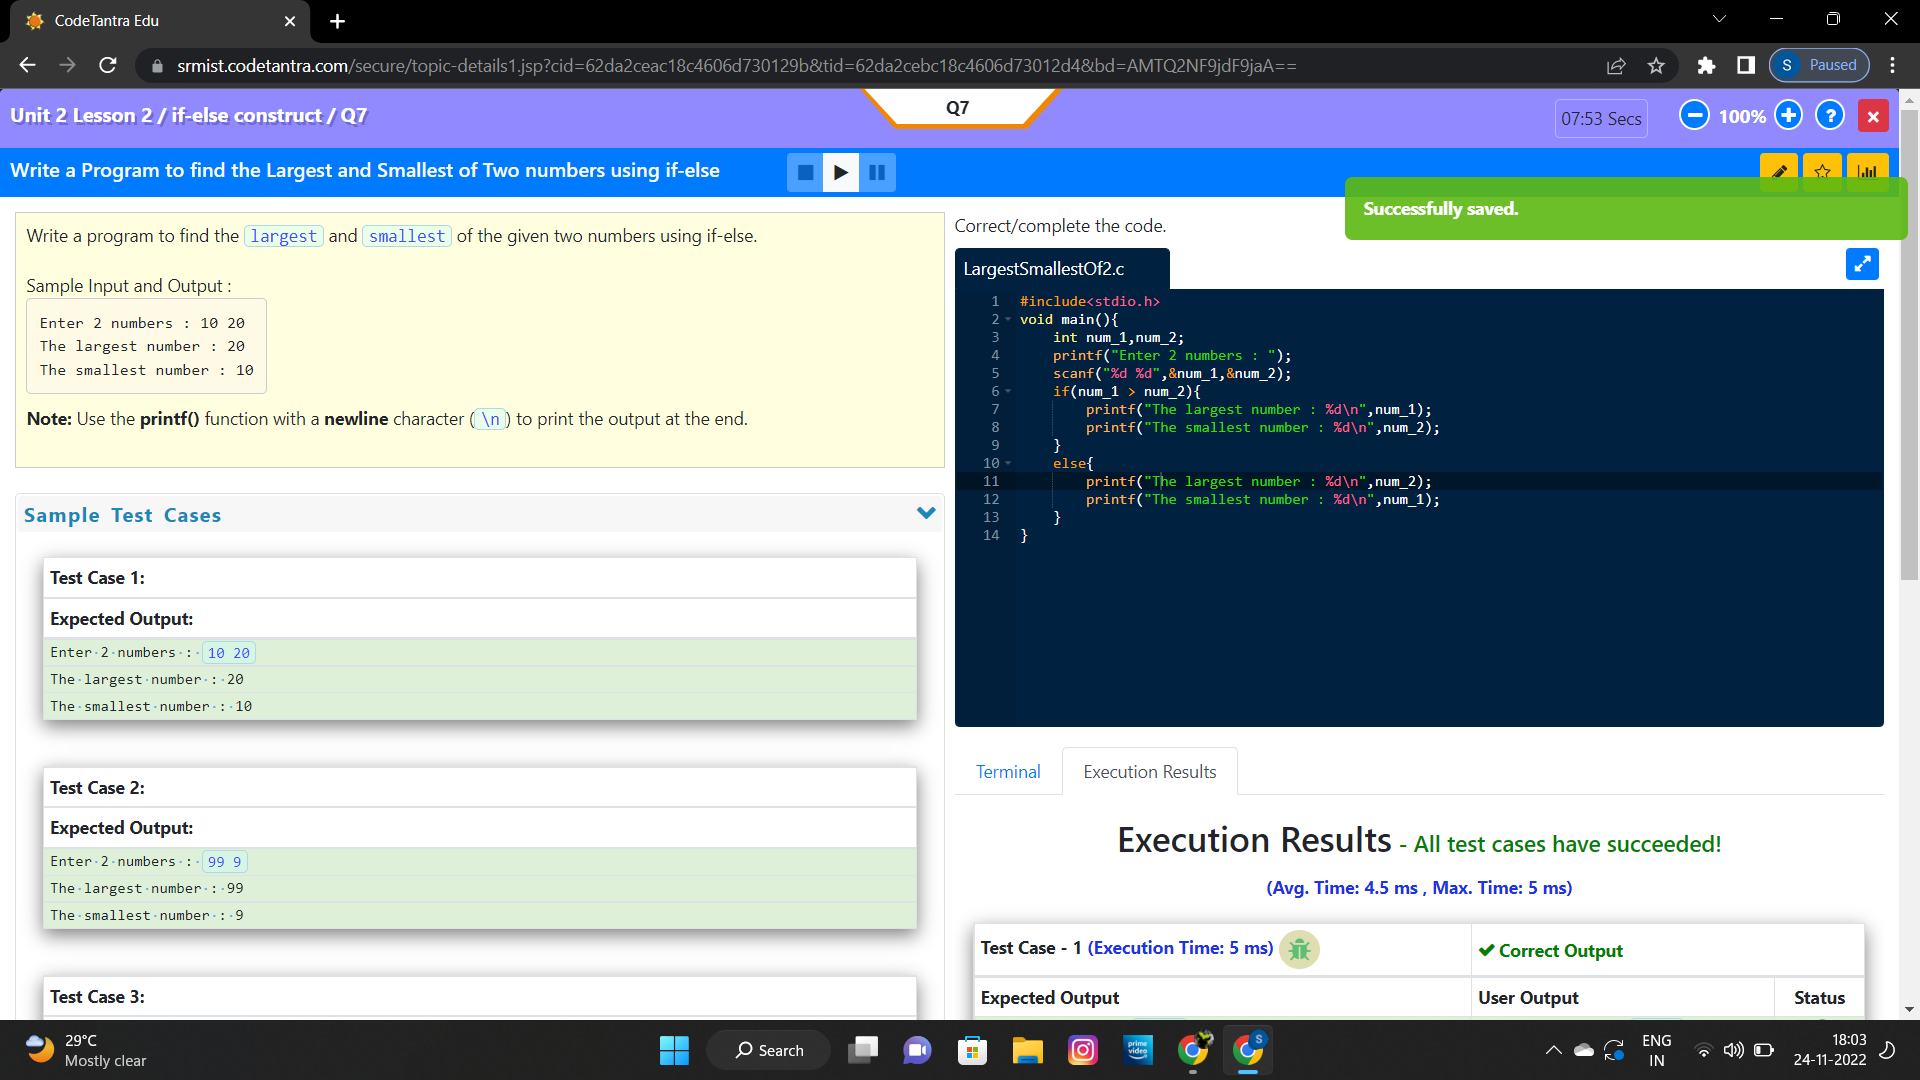 CodeTantra Edu
srmist.codetantra.com/secure/topic-details1.jsp?cid=62da2ceac18c4606d730129b&tid=62da2cebc18c4606d73012d4&bd=AMTQ2NF9jdF9jaA==
S Paused
Unit 2 Lesson 2 / if-else construct / Q7
Q7
07:53 Secs
100%
?
Write a Program to find the Largest and Smallest of Two numbers using if-else
Successfully saved.
Write a program to find the largest and smallest of the given two numbers using if-else.
Sample Input and Output :
Enter 2 numbers : 10 20
The largest number : 20
The smallest number : 10
Note: Use the printf() function with a newline character ( \n ) to print the output at the end.
Sample Test Cases
Test Case 1:
Expected Output:
Enter·2·numbers·:· 10 20
The·largest·number·:·20
The·smallest·number·:·10
Test Case 2:
Expected Output:
Enter·2·numbers·:· 99 9
The·largest·number·:·99
The·smallest·number·:·9
Test Case 3:
Correct/complete the code.
LargestSmallestOf2.c
1 #include<stdio.h>
2 void main(){
3 int num_1,num_2;
4 printf("Enter 2 numbers : ");
5 scanf("%d %d",&num_1,&num_2);
6 if(num_1 > num_2){
7 printf("The largest number : %d\n",num_1);
8 printf("The smallest number : %d\n",num_2);
9 }
10 else{
11 printf("The largest number : %d\n",num_2);
12 printf("The smallest number : %d\n",num_1);
13 }
14 }
Terminal
Execution Results
Execution Results - All test cases have succeeded!
(Avg. Time: 4.5 ms , Max. Time: 5 ms)
Test Case - 1 (Execution Time: 5 ms)
Correct Output
Expected Output
User Output
Status
29°C
Mostly clear
Search
prime video
S
ENG
IN
18:03
24-11-2022